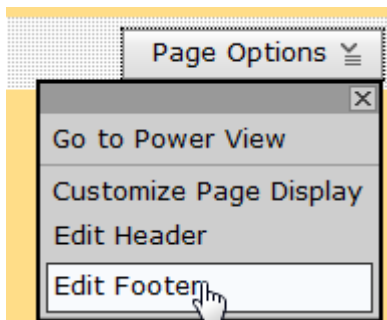 Page Options
Go to Power View
Customize Page Display
Edit Header
Edit Footer